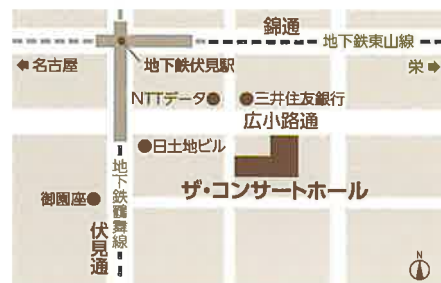 錦通
地下鉄東山線
名古屋
地下鉄伏見駅
栄
NTTデータ
三井住友銀行
広小路通
日土地ビル
ザ・コンサートホール
御園座
地下鉄鶴舞線
伏見通
N